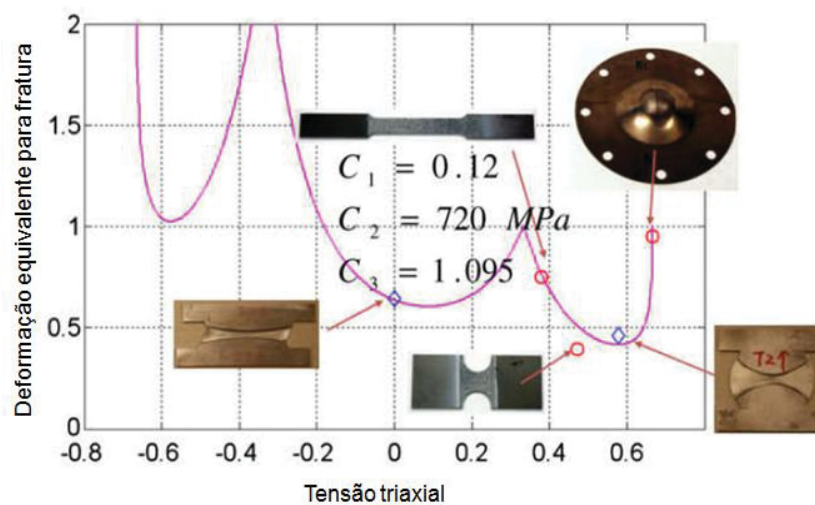 Deformação equivalente para fratura
2
1.5
1
0.5
0
-0.8 -0.6 -0.4 -0.2 0 0.2 0.4 0.6
Tensão triaxial
C1 = 0.12
C2 = 720 MPa
C3 = 1.095
T2↑